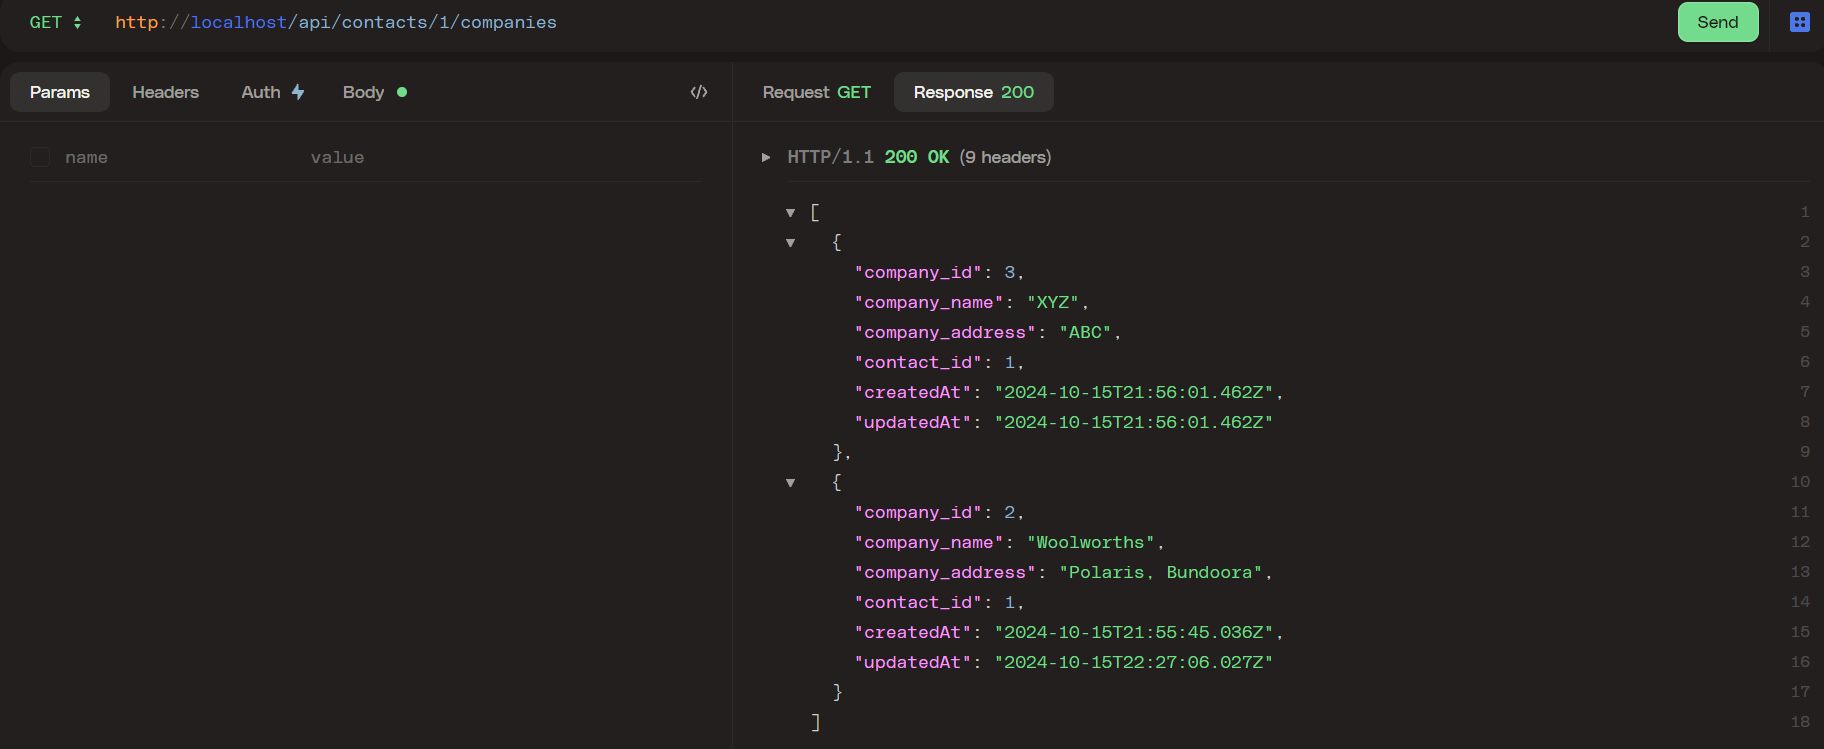 GET http://localhost/api/contacts/1/companies Send
Params Headers Auth Body </> Request GET Response 200
name value
HTTP/1.1 200 OK (9 headers)
[ 1
{ 2
"company_id": 3, 3
"company_name": "XYZ", 4
"company_address": "ABC", 5
"contact_id": 1, 6
"createdAt": "2024-10-15T21:56:01.462Z", 7
"updatedAt": "2024-10-15T21:56:01.462Z" 8
}, 9
{ 10
"company_id": 2, 11
"company_name": "Woolworths", 12
"company_address": "Polaris, Bundoora", 13
"contact_id": 1, 14
"createdAt": "2024-10-15T21:55:45.036Z", 15
"updatedAt": "2024-10-15T22:27:06.027Z" 16
} 17
] 18